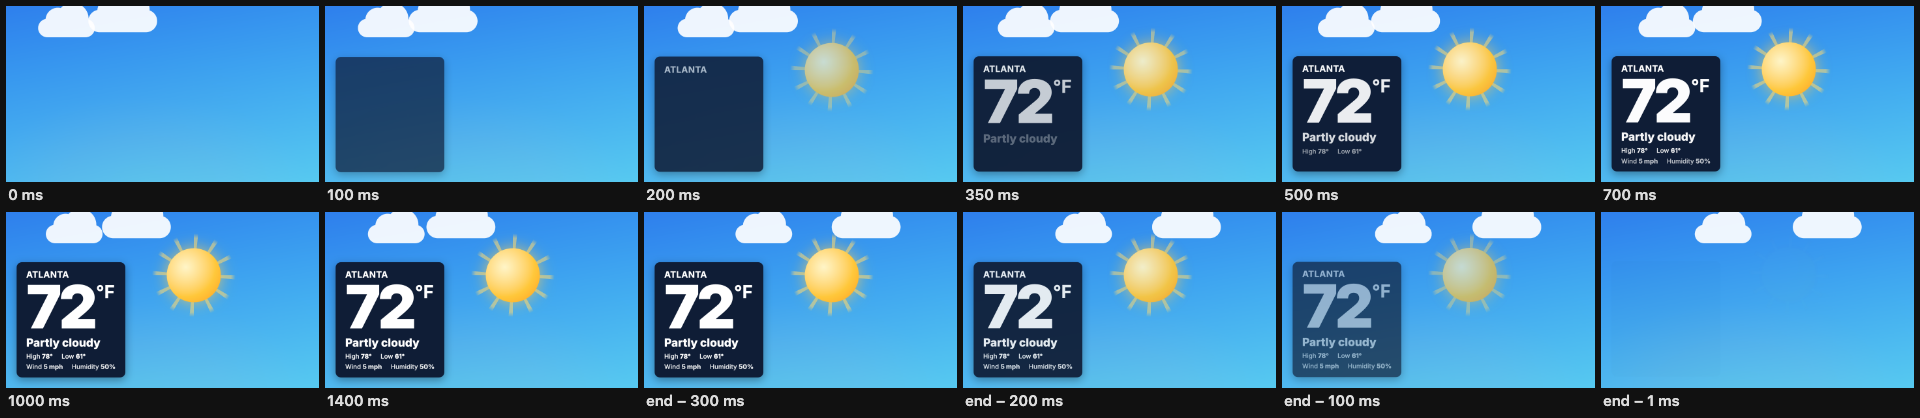 ATLANTA
ATLANTA
72°F
Partly cloudy
ATLANTA
72°F
Partly cloudy
High 78° Low 61°
ATLANTA
72°F
Partly cloudy
High 78° Low 61°
Wind 5 mph Humidity 50%
0 ms
100 ms
200 ms
350 ms
500 ms
700 ms
ATLANTA
72°F
Partly cloudy
High 78° Low 61°
Wind 5 mph Humidity 50%
ATLANTA
72°F
Partly cloudy
High 78° Low 61°
Wind 5 mph Humidity 50%
ATLANTA
72°F
Partly cloudy
High 78° Low 61°
Wind 5 mph Humidity 50%
ATLANTA
72°F
Partly cloudy
High 78° Low 61°
Wind 5 mph Humidity 50%
ATLANTA
72°F
Partly cloudy
High 78° Low 61°
Wind 5 mph Humidity 50%
1000 ms
1400 ms
end – 300 ms
end – 200 ms
end – 100 ms
end – 1 ms